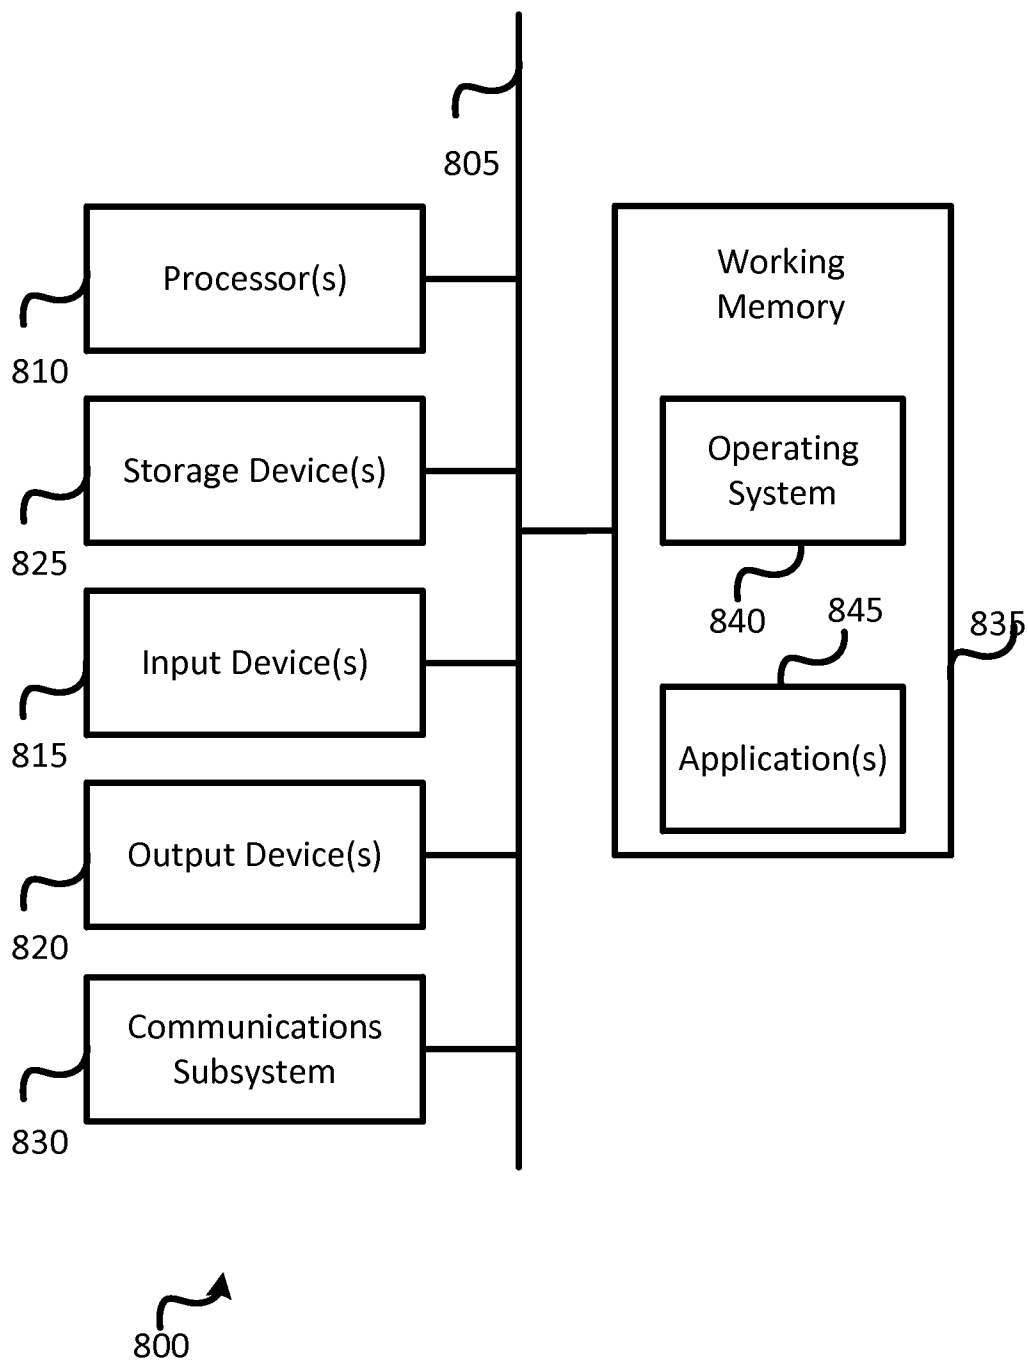 805
Processor(s)
810
Storage Device(s)
825
Input Device(s)
815
Output Device(s)
820
Communications
Subsystem
830
Working
Memory
Operating
System
840
845
835
Application(s)
800